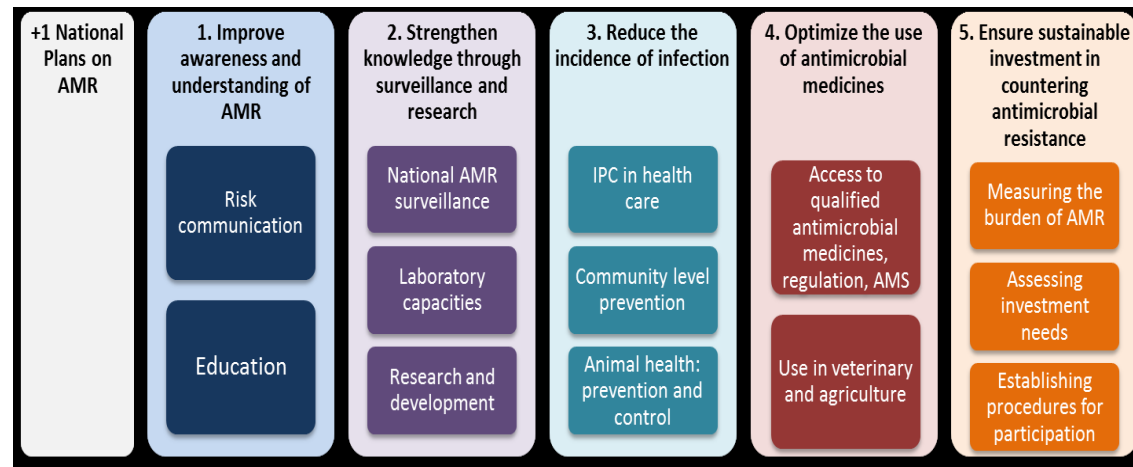 +1 National
Plans on
AMR
1. Improve
awareness and
understanding of
AMR
Risk
communication
Education
2. Strengthen
knowledge through
surveillance and
research
National AMR
surveillance
Laboratory
capacities
Research and
development
3. Reduce the
incidence of infection
IPC in health
care
Community level
prevention
Animal health:
prevention and
control
4. Optimize the use
of antimicrobial
medicines
Access to
qualified
antimicrobial
medicines,
regulation, AMS
Use in veterinary
and agriculture
5. Ensure sustainable
investment in
countering
antimicrobial
resistance
Measuring the
burden of AMR
Assessing
investment
needs
Establishing
procedures for
participation